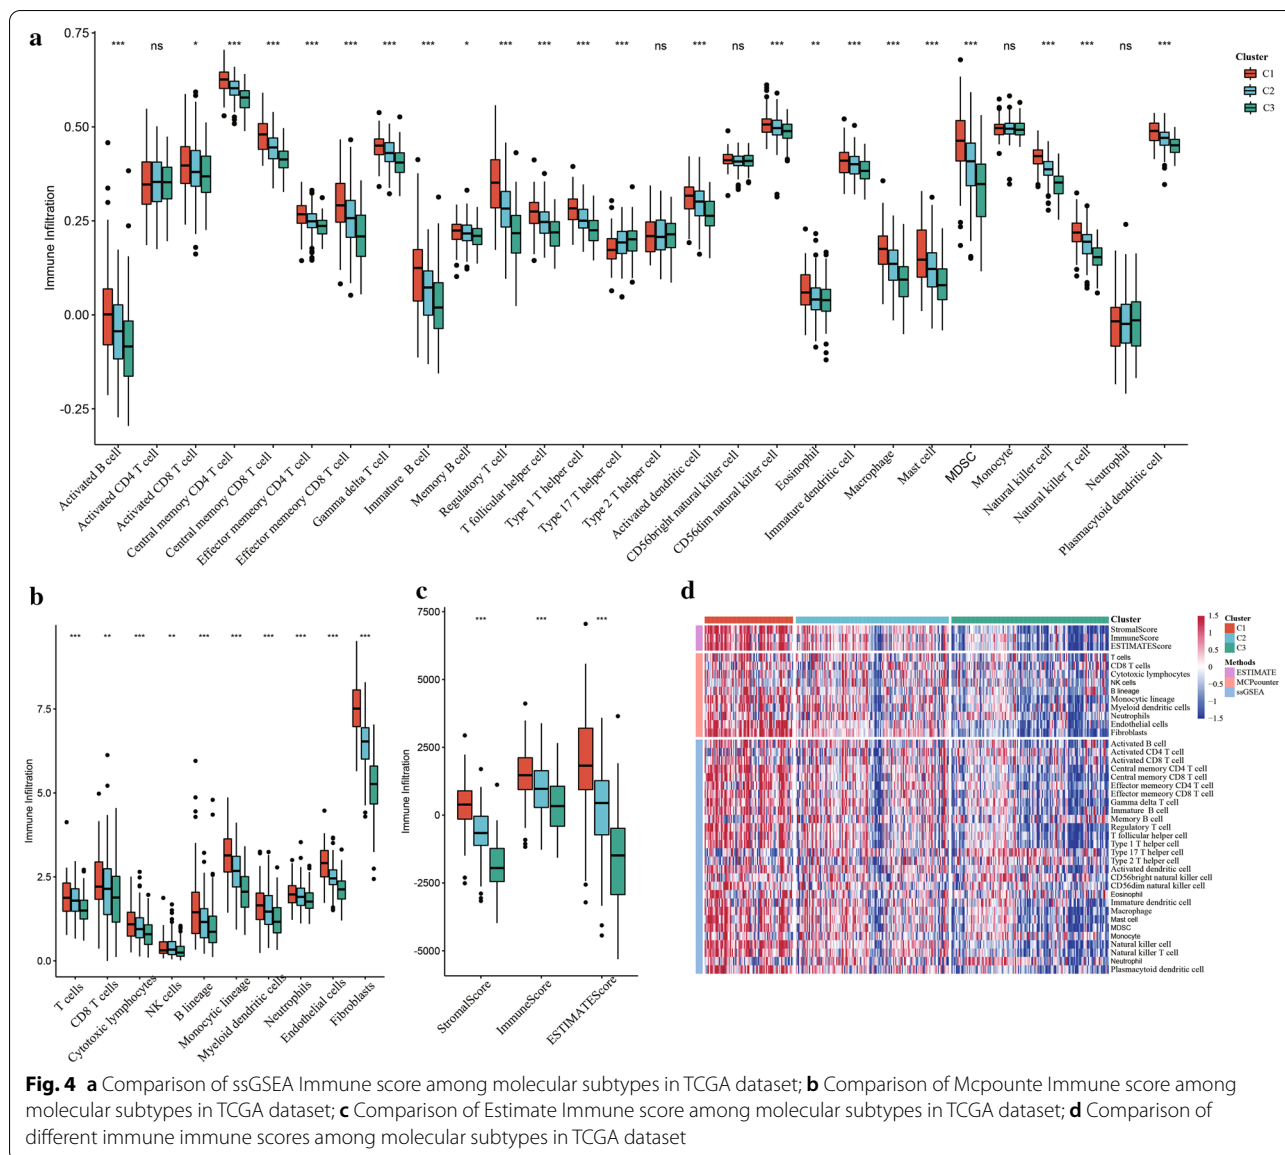 a
0.75
0.50
0.25
0.00
-0.25
Immune Infiltration
*** ns * *** *** *** *** *** *** * *** *** *** *** ns *** ns *** ** *** *** *** *** ns *** *** ns ***
Cluster
C1
C2
C3
Activated B cell
Activated CD4 T cell
Activated CD8 T cell
Central memory CD4 T cell
Central memory CD8 T cell
Effector memory CD4 T cell
Effector memory CD8 T cell
Gamma delta T cell
Immature B cell
Memory B cell
Regulatory T cell
T follicular helper cell
Type 1 T helper cell
Type 17 T helper cell
Type 2 T helper cell
Activated dendritic cell
CD56bright natural killer cell
CD56dim natural killer cell
Eosinophil
Immature dendritic cell
Macrophage
Mast cell
MDSC
Monocyte
Natural killer cell
Natural killer T cell
Neutrophil
Plasmacytoid dendritic cell
b
7.5
5.0
2.5
0.0
Immune Infiltration
*** ** *** ** *** *** *** *** *** ***
T cells
CD8 T cells
Cytotoxic lymphocytes
NK cells
B lineage
Monocytic lineage
Myeloid dendritic cells
Neutrophils
Endothelial cells
Fibroblasts
c
7500
5000
2500
0
-2500
-5000
Immune Infiltration
*** *** ***
StromalScore
ImmuneScore
ESTIMATEScore
d
Cluster
StromalScore
ImmuneScore
ESTIMATEScore
T cells
CD8 T cells
Cytotoxic lymphocytes
NK cells
B lineage
Monocytic lineage
Myeloid dendritic cells
Neutrophils
Endothelial cells
Fibroblasts
Activated B cell
Activated CD4 T cell
Activated CD8 T cell
Central memory CD4 T cell
Central memory CD8 T cell
Effector memory CD4 T cell
Effector memory CD8 T cell
Gamma delta T cell
Immature B cell
Memory B cell
Regulatory T cell
T follicular helper cell
Type 1 T helper cell
Type 17 T helper cell
Type 2 T helper cell
Activated dendritic cell
CD56bright natural killer cell
CD56dim natural killer cell
Eosinophil
Immature dendritic cell
Macrophage
Mast cell
MDSC
Monocyte
Natural killer cell
Natural killer T cell
Neutrophil
Plasmacytoid dendritic cell
1.5
1
0.5
0
−0.5
−1
−1.5
Cluster
C1
C2
C3
Methods
ESTIMATE
MCPcounter
ssGSEA
Fig. 4 a Comparison of ssGSEA Immune score among molecular subtypes in TCGA dataset; b Comparison of Mcpounte Immune score among
molecular subtypes in TCGA dataset; c Comparison of Estimate Immune score among molecular subtypes in TCGA dataset; d Comparison of
different immune immune scores among molecular subtypes in TCGA dataset